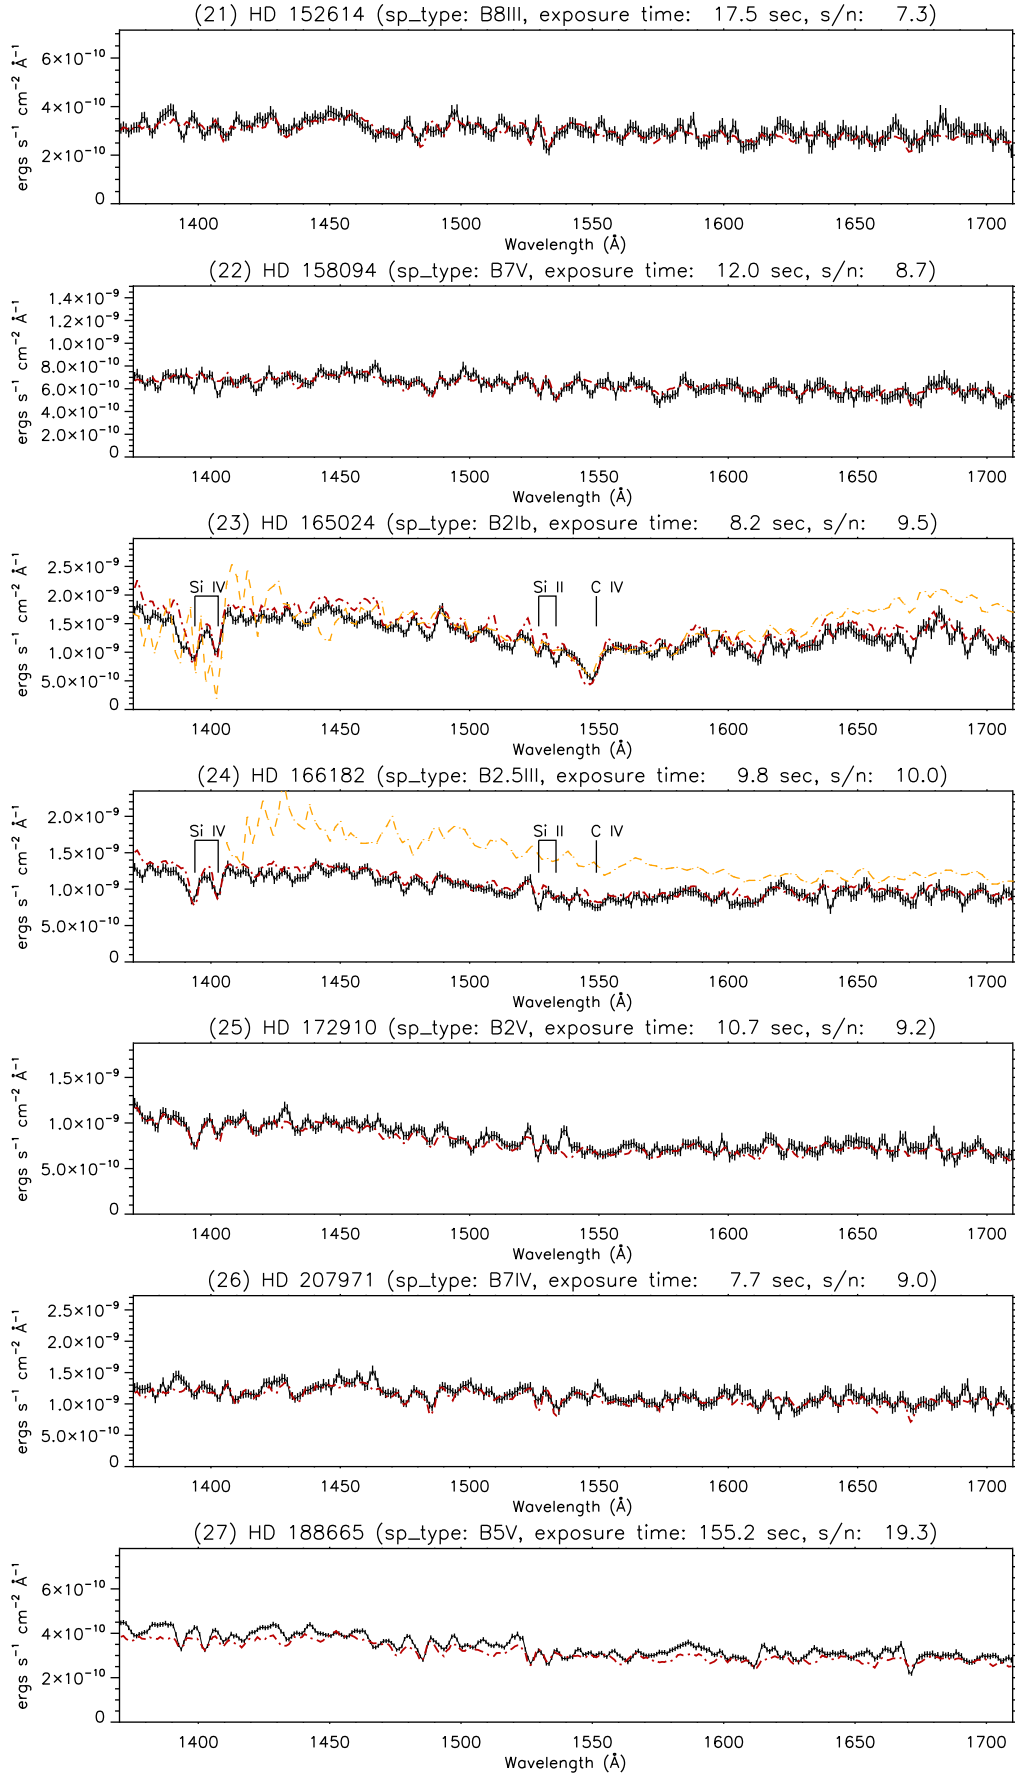 (21) HD 152614 (sp_type: B8III, exposure time: 17.5 sec, s/n: 7.3)
ergs s⁻¹ cm⁻² Å⁻¹
6×10⁻¹⁰
4×10⁻¹⁰
2×10⁻¹⁰
0
1400 1450 1500 1550 1600 1650 1700
Wavelength (Å)
(22) HD 158094 (sp_type: B7V, exposure time: 12.0 sec, s/n: 8.7)
ergs s⁻¹ cm⁻² Å⁻¹
1.4×10⁻⁹
1.2×10⁻⁹
1.0×10⁻⁹
8.0×10⁻¹⁰
6.0×10⁻¹⁰
4.0×10⁻¹⁰
2.0×10⁻¹⁰
0
1400 1450 1500 1550 1600 1650 1700
Wavelength (Å)
(23) HD 165024 (sp_type: B2Ib, exposure time: 8.2 sec, s/n: 9.5)
ergs s⁻¹ cm⁻² Å⁻¹
2.5×10⁻⁹
2.0×10⁻⁹
1.5×10⁻⁹
1.0×10⁻⁹
5.0×10⁻¹⁰
0
Si IV Si II C IV
1400 1450 1500 1550 1600 1650 1700
Wavelength (Å)
(24) HD 166182 (sp_type: B2.5III, exposure time: 9.8 sec, s/n: 10.0)
ergs s⁻¹ cm⁻² Å⁻¹
2.0×10⁻⁹
1.5×10⁻⁹
1.0×10⁻⁹
5.0×10⁻¹⁰
0
Si IV Si II C IV
1400 1450 1500 1550 1600 1650 1700
Wavelength (Å)
(25) HD 172910 (sp_type: B2V, exposure time: 10.7 sec, s/n: 9.2)
ergs s⁻¹ cm⁻² Å⁻¹
1.5×10⁻⁹
1.0×10⁻⁹
5.0×10⁻¹⁰
0
1400 1450 1500 1550 1600 1650 1700
Wavelength (Å)
(26) HD 207971 (sp_type: B7IV, exposure time: 7.7 sec, s/n: 9.0)
ergs s⁻¹ cm⁻² Å⁻¹
2.5×10⁻⁹
2.0×10⁻⁹
1.5×10⁻⁹
1.0×10⁻⁹
5.0×10⁻¹⁰
0
1400 1450 1500 1550 1600 1650 1700
Wavelength (Å)
(27) HD 188665 (sp_type: B5V, exposure time: 155.2 sec, s/n: 19.3)
ergs s⁻¹ cm⁻² Å⁻¹
6×10⁻¹⁰
4×10⁻¹⁰
2×10⁻¹⁰
0
1400 1450 1500 1550 1600 1650 1700
Wavelength (Å)